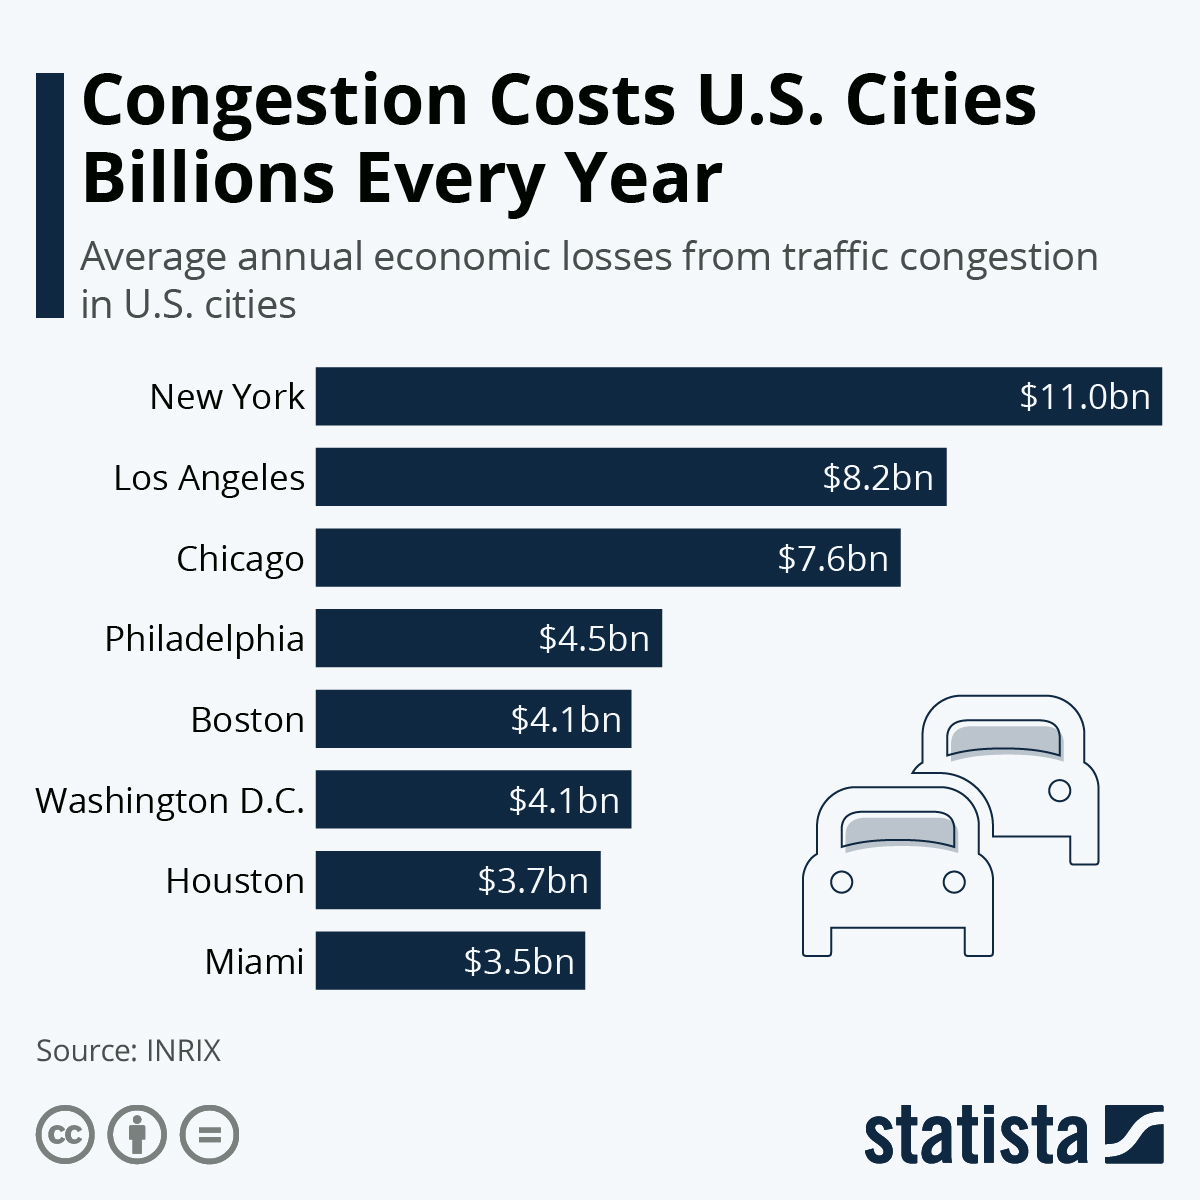 Congestion Costs U.S. Cities
Billions Every Year
Average annual economic losses from traffic congestion
in U.S. cities
New York $11.0bn
Los Angeles $8.2bn
Chicago $7.6bn
Philadelphia $4.5bn
Boston $4.1bn
Washington D.C. $4.1bn
Houston $3.7bn
Miami $3.5bn
Source: INRIX
cc =
statista